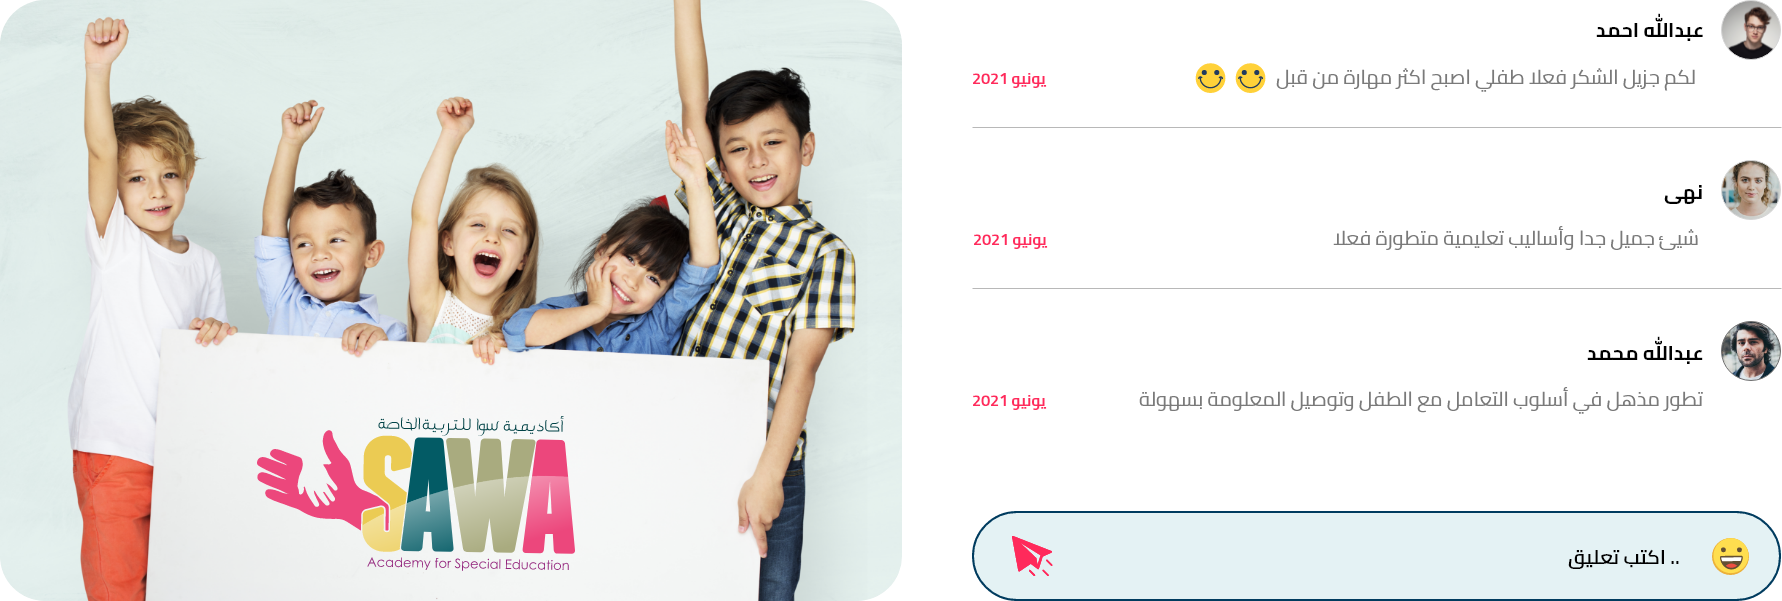 عبدالله احمد
لكم جزيل الشكر فعلا طفلي اصبح اكثر مهارة من قبل
يونيو 2021
نهى
شيئ جميل جدا وأساليب تعليمية متطورة فعلا
يونيو 2021
عبدالله محمد
تطور مذهل في أسلوب التعامل مع الطفل وتوصيل المعلومة بسهولة
يونيو 2021
.. اكتب تعليق
أكاديمية سوا للتربية الخاصة
SAWA
Academy for Special Education